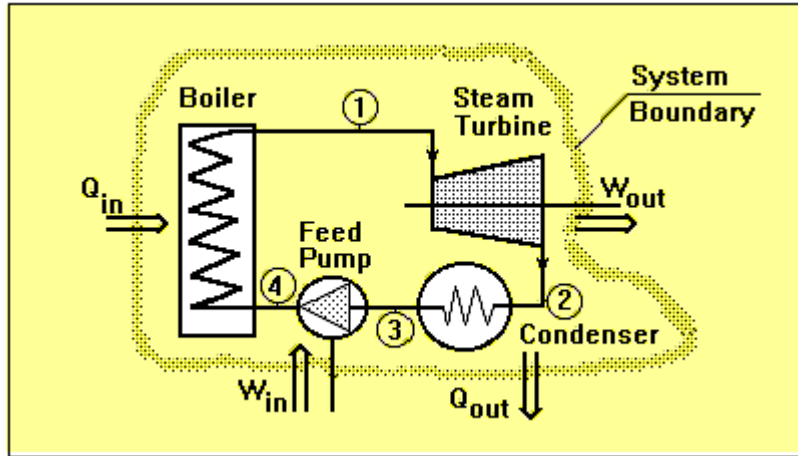 Boiler
1
Steam
Turbine
System
Boundary
Qin
Wout
Feed
Pump
4
3
2
Condenser
Win
Qout